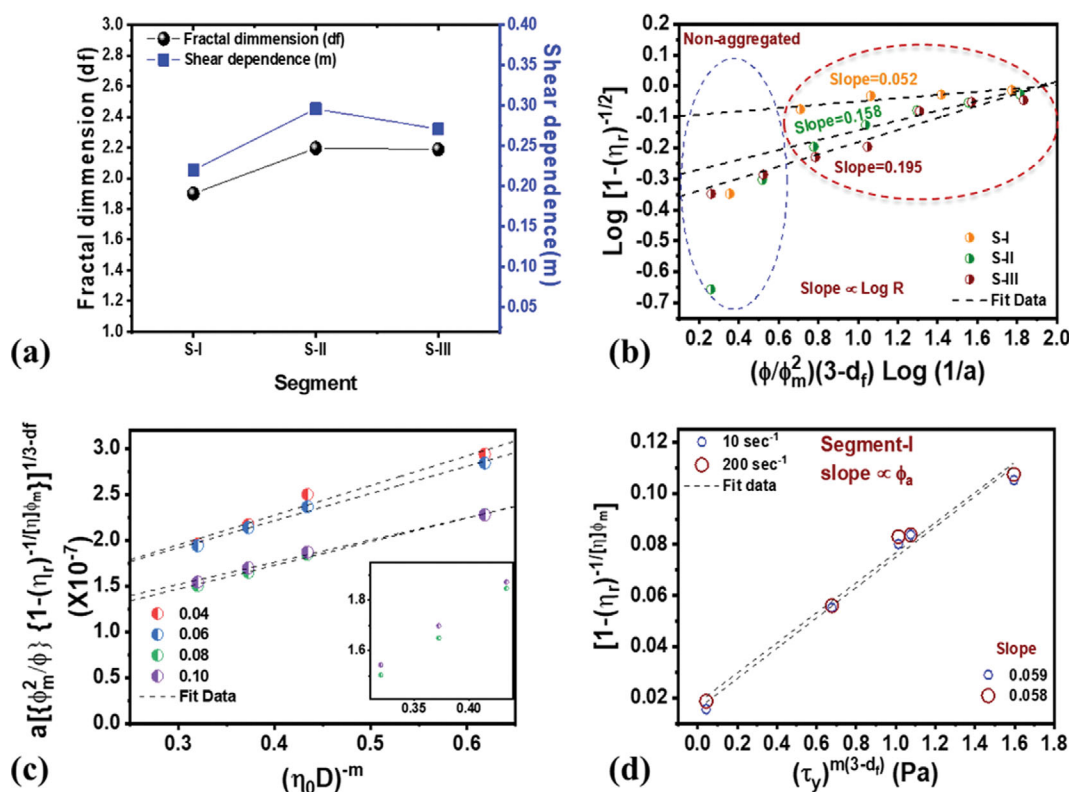 Fractal dimmension (df)
Shear dependence (m)
3.0
2.8
2.6
2.4
2.2
2.0
1.8
1.6
1.4
1.2
1.0
Fractal dimmension (df)
0.40
0.35
0.30
0.25
0.20
0.15
0.10
0.05
Shear dependence(m)
S-I
S-II
S-III
Segment
(a)
Non-aggregated
Slope=0.052
Slope=0.158
Slope=0.195
S-I
S-II
S-III
Fit Data
Slope ∝ Log R
0.2
0.1
0.0
-0.1
-0.2
-0.3
-0.4
-0.5
-0.6
-0.7
Log [1-(ηr)-1/2]
0.2 0.4 0.6 0.8 1.0 1.2 1.4 1.6 1.8 2.0
(ϕ/ϕm2)(3-df) Log (1/a)
(b)
3.0
2.5
2.0
1.5
1.0
0.5
0.0
a[{ϕm2/ϕ} {1-(ηr)-1/[η]ϕm}]1/3-df
(X10-7)
0.04
0.06
0.08
0.10
Fit Data
1.8
1.6
0.35 0.40
0.3 0.4 0.5 0.6
(η0D)-m
(c)
10 sec-1
200 sec-1
Fit data
Segment-I
slope ∝ ϕa
Slope
0.059
0.058
0.12
0.10
0.08
0.06
0.04
0.02
[1-(ηr)-1/[η]ϕm]
0.0 0.2 0.4 0.6 0.8 1.0 1.2 1.4 1.6 1.8
(τy)m(3-df) (Pa)
(d)